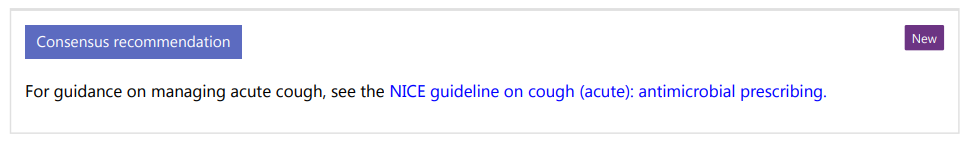 Consensus recommendation
New
For guidance on managing acute cough, see the NICE guideline on cough (acute): antimicrobial prescribing.